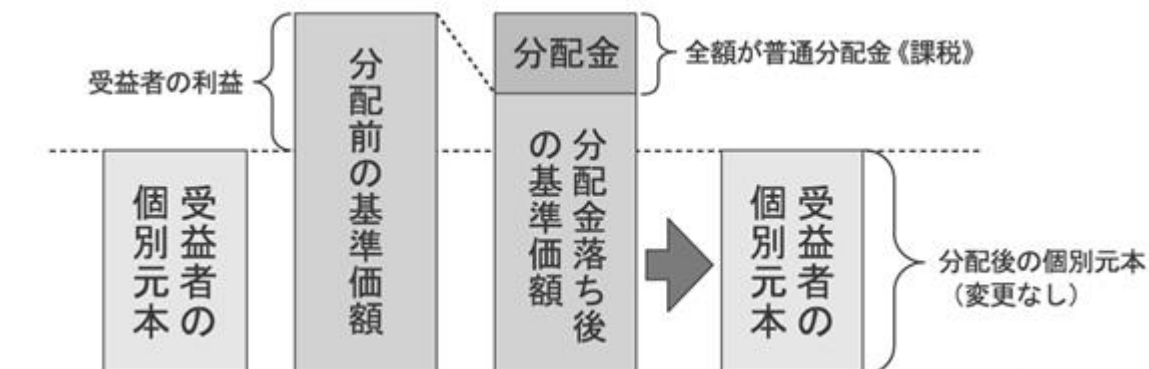 受益者の利益
受益者の
個別元本
分配前の基準価額
分配金
全額が普通分配金《課税》
分配金落ち後
の基準価額
受益者の
個別元本
分配後の個別元本
（変更なし）